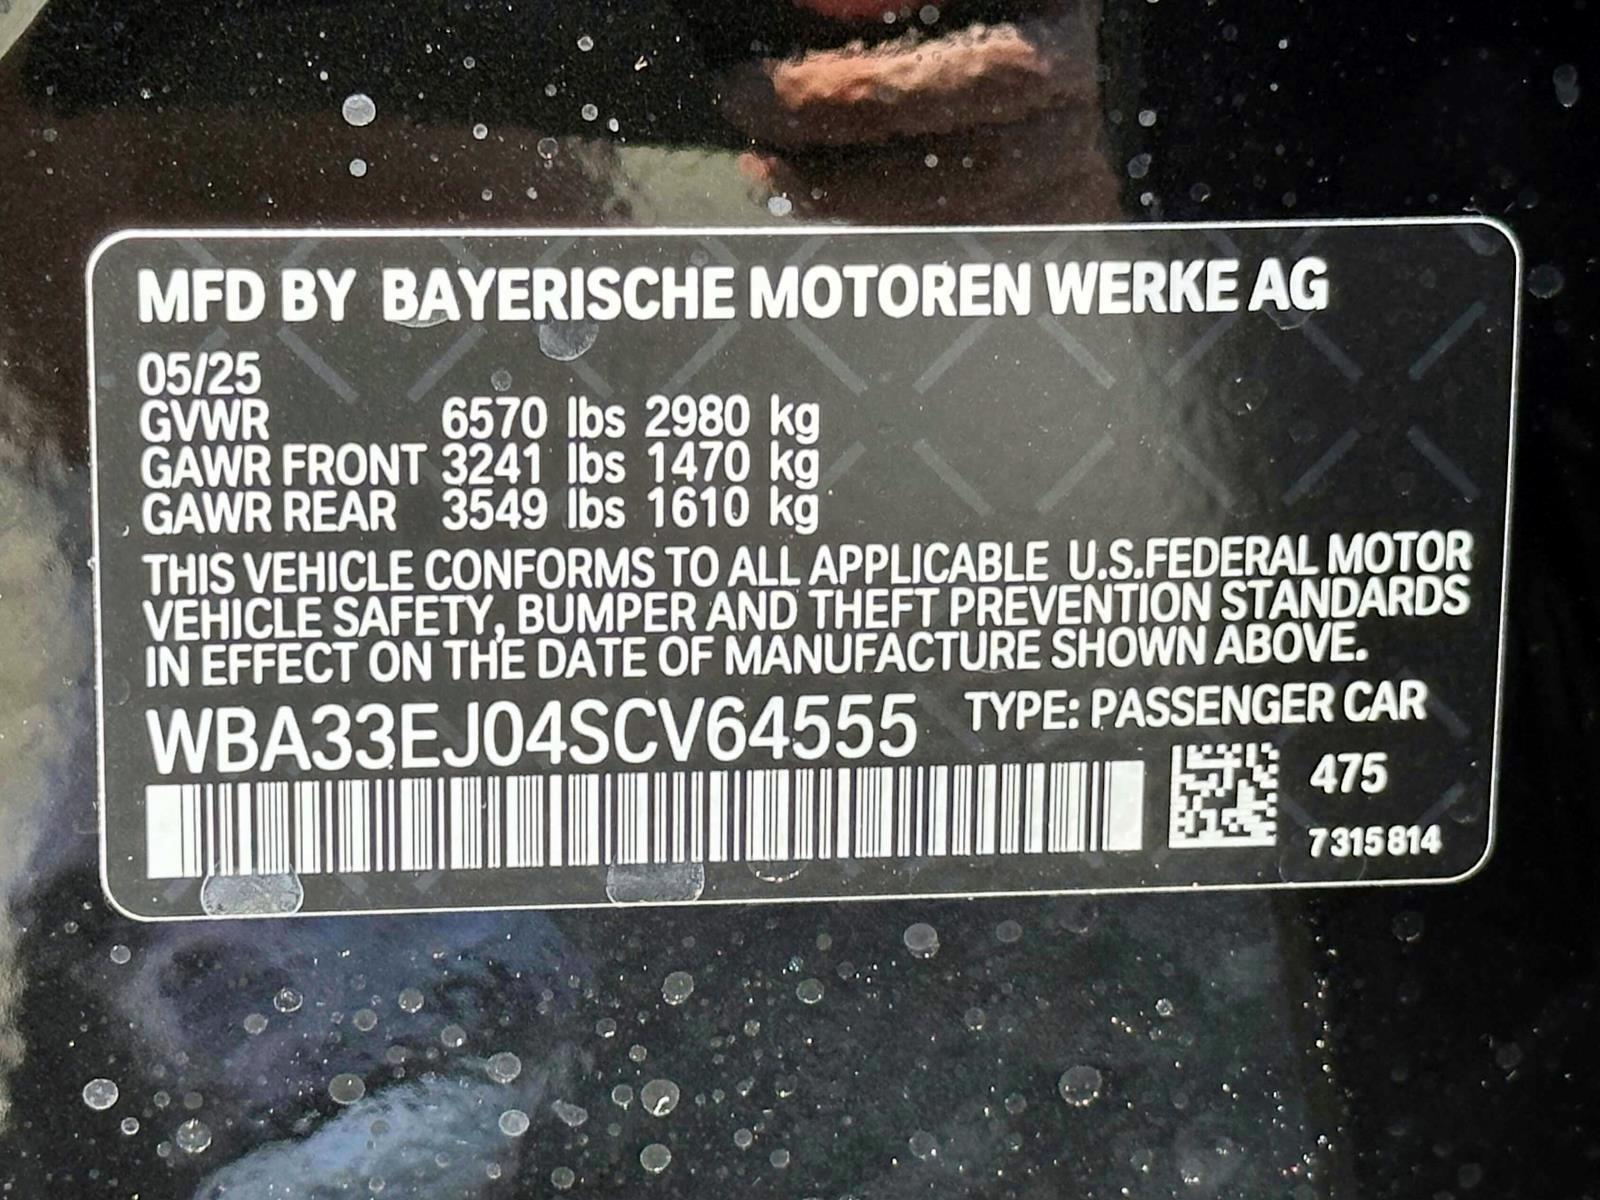 MFD BY BAYERISCHE MOTOREN WERKE AG
05/25
GVWR 6570 lbs 2980 kg
GAWR FRONT 3241 lbs 1470 kg
GAWR REAR 3549 lbs 1610 kg
THIS VEHICLE CONFORMS TO ALL APPLICABLE U.S.FEDERAL MOTOR
VEHICLE SAFETY, BUMPER AND THEFT PREVENTION STANDARDS
IN EFFECT ON THE DATE OF MANUFACTURE SHOWN ABOVE.
WBA33EJ04SCV64555 TYPE: PASSENGER CAR
475
7315814